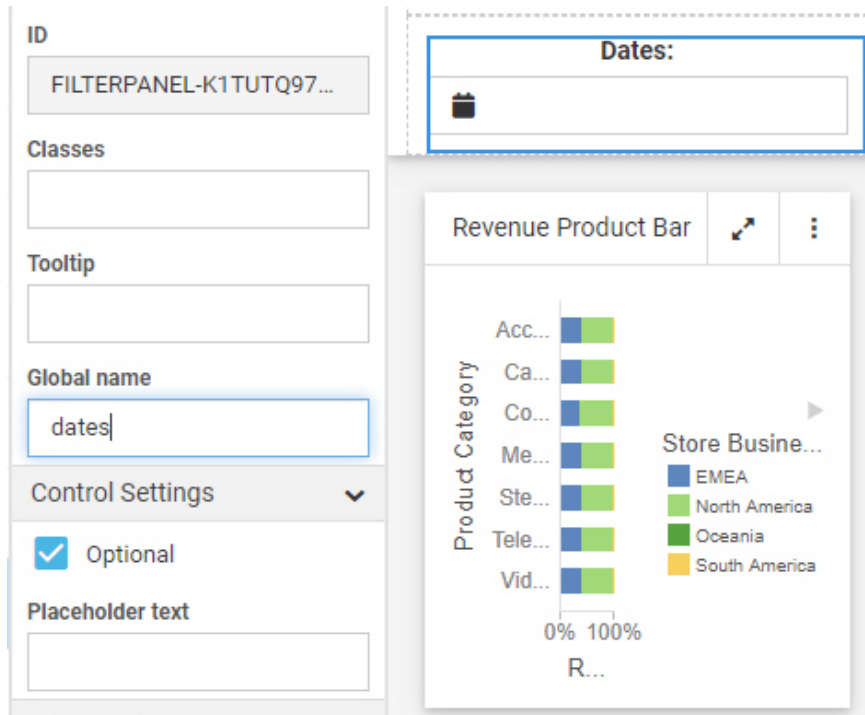 ID
FILTERPANEL-K1TUTQ97...
Classes
Tooltip
Global name
dates
Control Settings
Optional
Placeholder text
Dates:
Revenue Product Bar
Product Category
Acc...
Ca...
Co...
Me...
Ste...
Tele...
Vid...
0% 100%
R...
Store Busine...
EMEA
North America
Oceania
South America